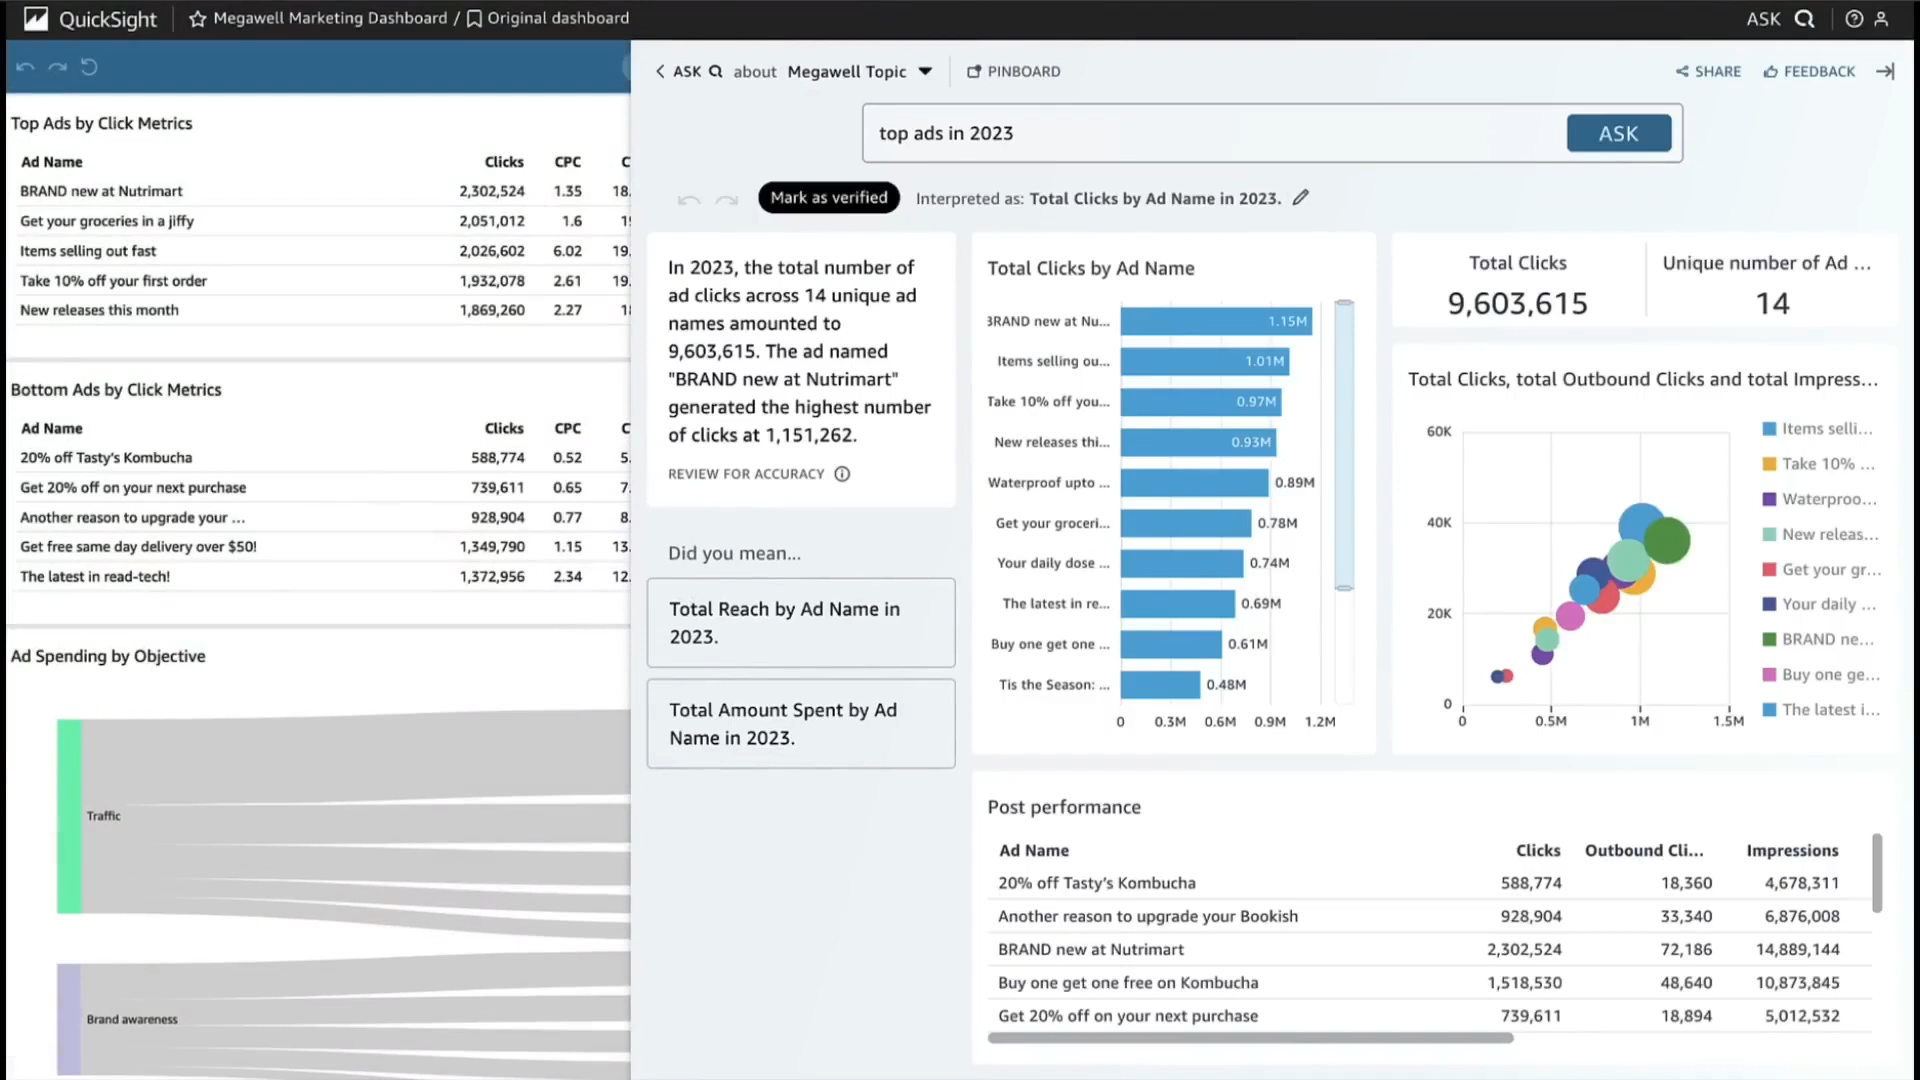 QuickSight
Megawell Marketing Dashboard / Original dashboard
ASK
Top Ads by Click Metrics
Ad Name Clicks CPC C
BRAND new at Nutrimart 2,302,524 1.35 18.
Get your groceries in a jiffy 2,051,012 1.6 19
Items selling out fast 2,026,602 6.02 19.
Take 10% off your first order 1,932,078 2.61 19.
New releases this month 1,869,260 2.27 18
Bottom Ads by Click Metrics
Ad Name Clicks CPC C
20% off Tasty's Kombucha 588,774 0.52 5.
Get 20% off on your next purchase 739,611 0.65 7.
Another reason to upgrade your ... 928,904 0.77 8.
Get free same day delivery over $50! 1,349,790 1.15 13.
The latest in read-tech! 1,372,956 2.34 12.
Ad Spending by Objective
Traffic
Brand awareness
ASK about Megawell Topic
PINBOARD
SHARE
FEEDBACK
top ads in 2023
ASK
Mark as verified
Interpreted as: Total Clicks by Ad Name in 2023.
In 2023, the total number of
ad clicks across 14 unique ad
names amounted to
9,603,615. The ad named
"BRAND new at Nutrimart"
generated the highest number
of clicks at 1,151,262.
REVIEW FOR ACCURACY
Did you mean...
Total Reach by Ad Name in
2023.
Total Amount Spent by Ad
Name in 2023.
Total Clicks by Ad Name
BRAND new at Nu... 1.15M
Items selling ou... 1.01M
Take 10% off you... 0.97M
New releases thi... 0.93M
Waterproof upto ... 0.89M
Get your groceri... 0.78M
Your daily dose ... 0.74M
The latest in re... 0.69M
Buy one get one ... 0.61M
Tis the Season: ... 0.48M
0 0.3M 0.6M 0.9M 1.2M
Total Clicks
9,603,615
Unique number of Ad ...
14
Total Clicks, total Outbound Clicks and total Impress...
60K
40K
20K
0
0 0.5M 1M 1.5M
Items selli...
Take 10% ...
Waterproo...
New releas...
Get your gr...
Your daily ...
BRAND ne...
Buy one ge...
The latest i...
Post performance
Ad Name Clicks Outbound Cli... Impressions
20% off Tasty's Kombucha 588,774 18,360 4,678,311
Another reason to upgrade your Bookish 928,904 33,340 6,876,008
BRAND new at Nutrimart 2,302,524 72,186 14,889,144
Buy one get one free on Kombucha 1,518,530 48,640 10,873,845
Get 20% off on your next purchase 739,611 18,894 5,012,532